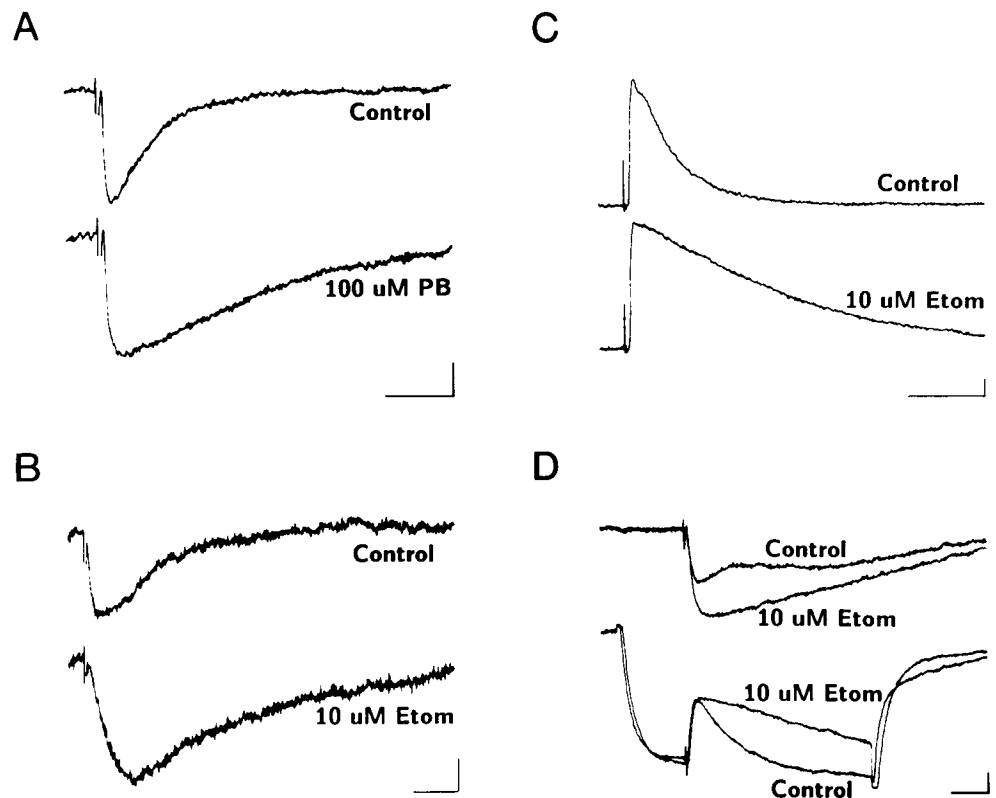 A
Control
100 uM PB
B
Control
10 uM Etom
C
Control
10 uM Etom
D
Control
10 uM Etom
10 uM Etom
Control